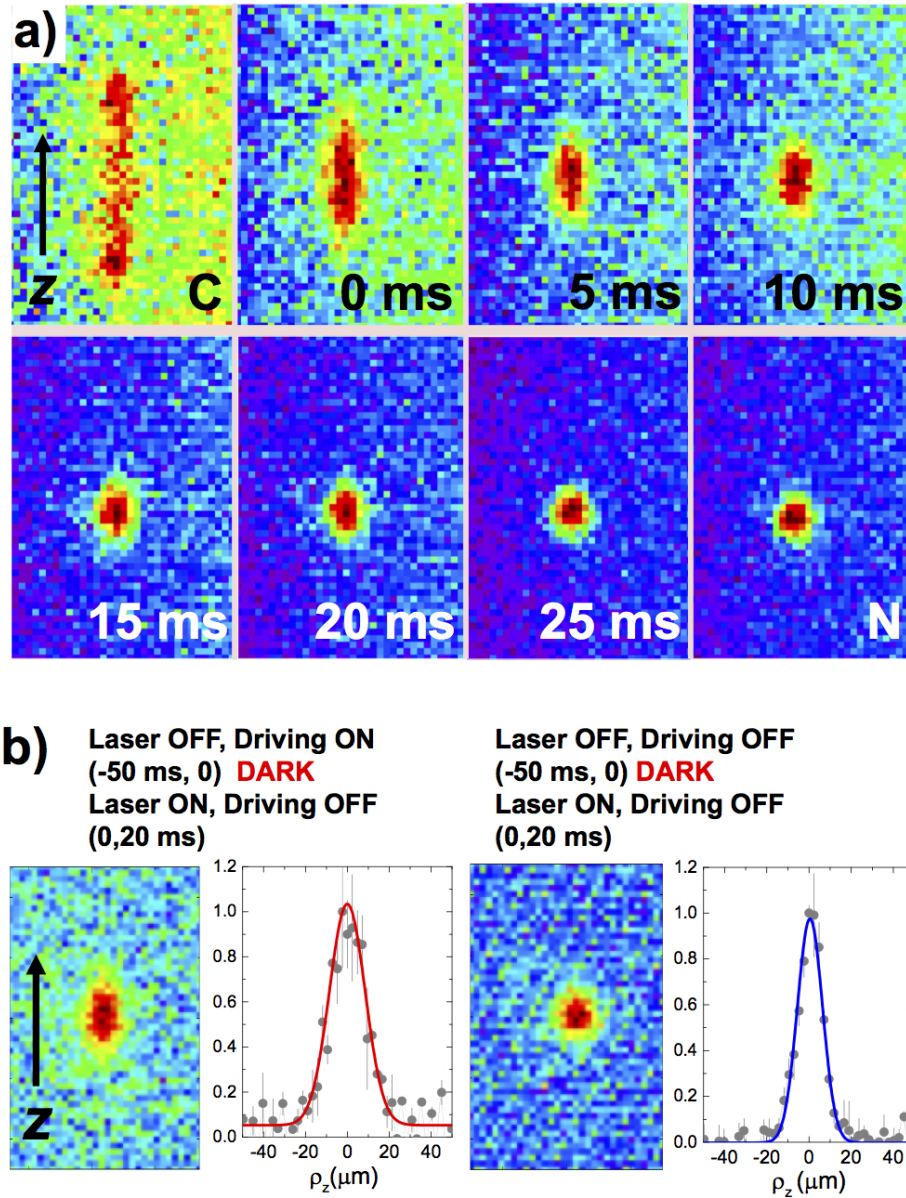 a)
z
C
0 ms
5 ms
10 ms
15 ms
20 ms
25 ms
N
b)
Laser OFF, Driving ON
(-50 ms, 0) DARK
Laser ON, Driving OFF
(0,20 ms)
Laser OFF, Driving OFF
(-50 ms, 0) DARK
Laser ON, Driving OFF
(0,20 ms)
z
1.2
1.0
0.8
0.6
0.4
0.2
0.0
-40 -20 0 20 40
ρz(μm)
1.2
1.0
0.8
0.6
0.4
0.2
0.0
-40 -20 0 20 40
ρz(μm)